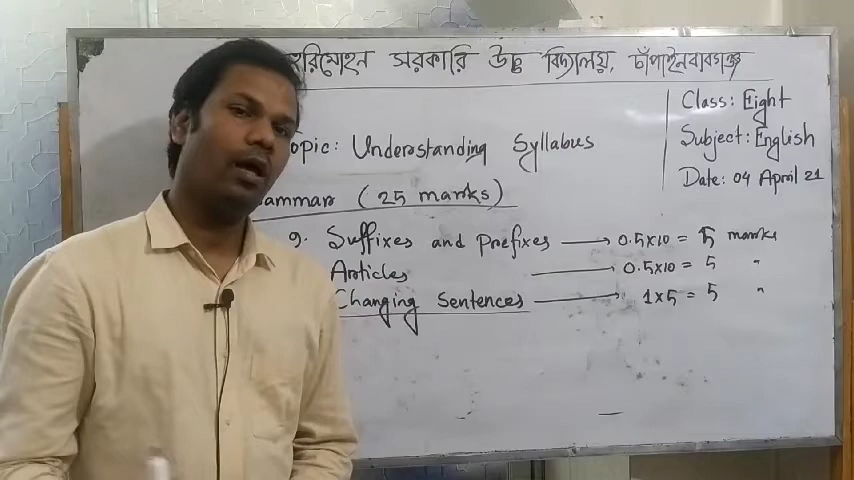 হরিমোহন সরকারি উচ্চ বিদ্যালয়, চাঁপাইনবাবগঞ্জ
Class: Eight
Subject: English
Date: 04 April 21
opic: Understanding Syllabus
ammar (25 marks)
9. Suffixes and prefixes → 0.5x10 = 5 marks
Articles → 0.5x10 = 5 "
Changing Sentences → 1x5 = 5 "